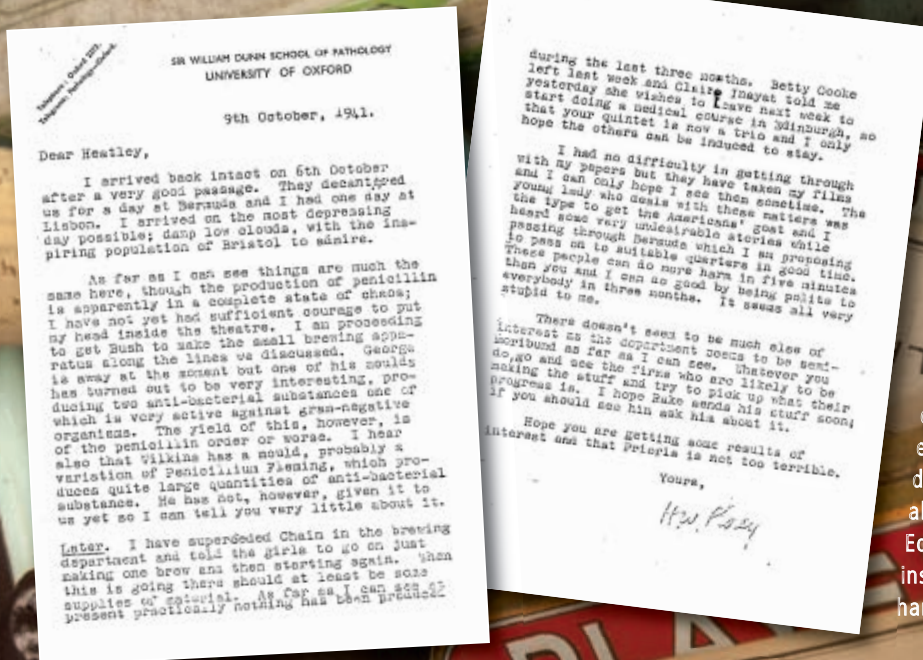 Telephone: Oxford
SIR WILLIAM DUNN SCHOOL OF PATHOLOGY
UNIVERSITY OF OXFORD
9th October, 1941.
Dear Heatley,
I arrived back intact on 6th October
after a very good passage. They decantered
us for a day at Bermuda and I had one day at
Lisbon. I arrived on the most depressing
day possible; damp low clouds, with the ins-
piring population of Bristol to admire.
As far as I can see things are much the
same here, though the production of penicillin
is apparently in a complete state of chaos;
I have not yet had sufficient courage to put
my head inside the theatre. I am proceeding
to get Bush to make the small brewing appa-
ratus along the lines we discussed. George
is away at the moment but one of his moulds
has turned out to be very interesting, pro-
ducing two anti-bacterial substances one of
which is very active against gram-negative
organisms. The yield of this, however, is
of the penicillin order or worse. I hear
also that Wilkins has a mould, probably a
variation of Penicillium Fleming, which pro-
duces quite large quantities of anti-bacterial
substance. He has not, however, given it to
us yet so I can tell you very little about it.
Later. I have superseded Chain in the brewing
department and told the girls to go on just
making one brew and then starting again. When
this is going there should at least be some
supplies of material. As far as I can see at
present practically nothing has been produced
during the last three months. Betty Cooke
left last week and Claire Inayat told me
yesterday she wishes to leave next week to
start doing a medical course in Edinburgh, so
that your quintet is now a trio and I only
hope the others can be induced to stay.
I had no difficulty in getting through
with my papers but they have taken my films
and I can only hope I see them sometime. The
young lady who deals with these matters was
the type to get the Americans' goat and I
heard some very undesirable stories while
passing through Bermuda which I am proposing
to pass on to suitable quarters in good time.
These people can do more harm in five minutes
than you and I can do good by being polite to
everybody in three months. It seems all very
stupid to me.
There doesn't seem to be much else of
interest as the department seems to be semi-
moribund as far as I can see. Whatever you
do, go and see the firms who are likely to be
making the stuff and try to pick up what their
progress is. I hope Rake sends his stuff soon;
if you should see him ask him about it.
Hope you are getting some results of
interest and that Peoria is not too terrible.
Yours,
PLAYE